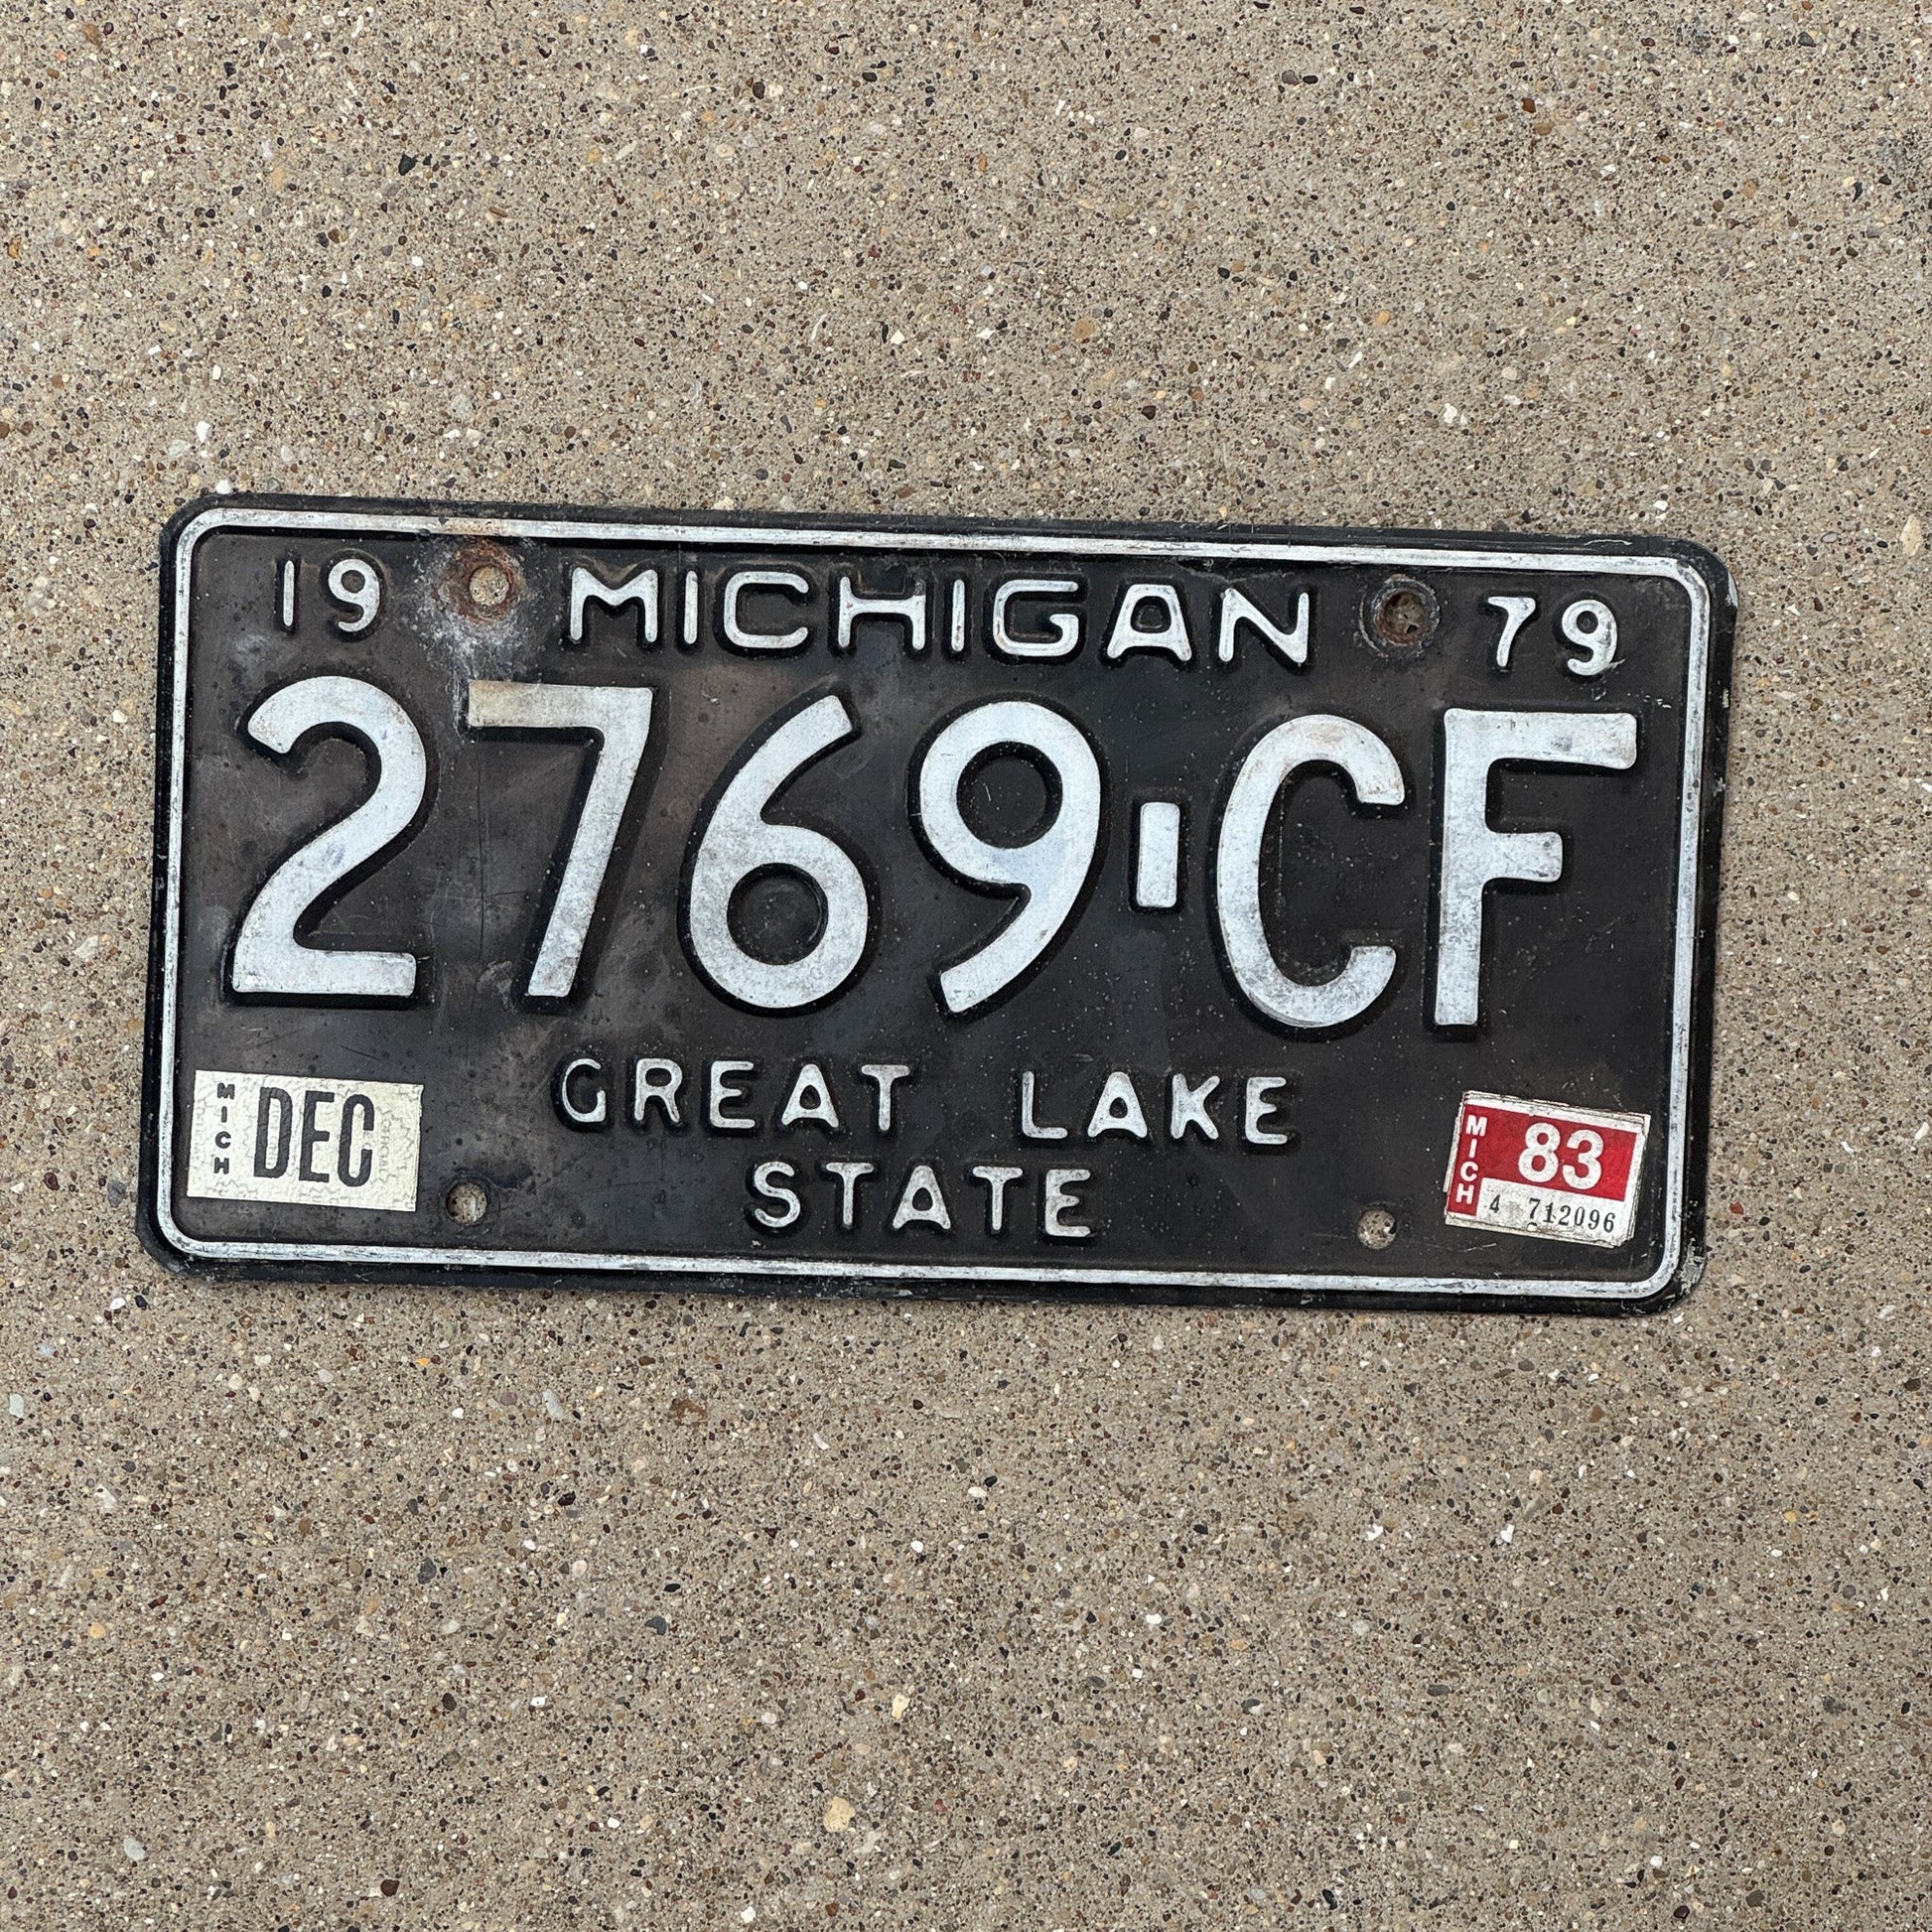 19 MICHIGAN 79
2769-CF
GREAT LAKE
STATE
MICH DEC
MICH 83
4 712096